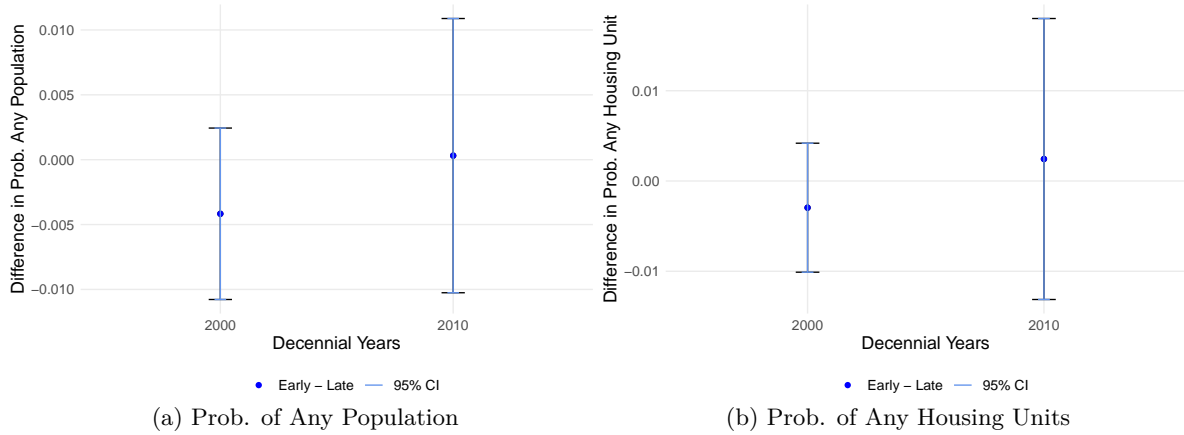 Difference in Prob. Any Population
0.010
0.005
0.000
−0.005
−0.010
2000
2010
Decennial Years
Early − Late
95% CI
(a) Prob. of Any Population
Difference in Prob. Any Housing Unit
0.01
0.00
−0.01
2000
2010
Decennial Years
Early − Late
95% CI
(b) Prob. of Any Housing Units